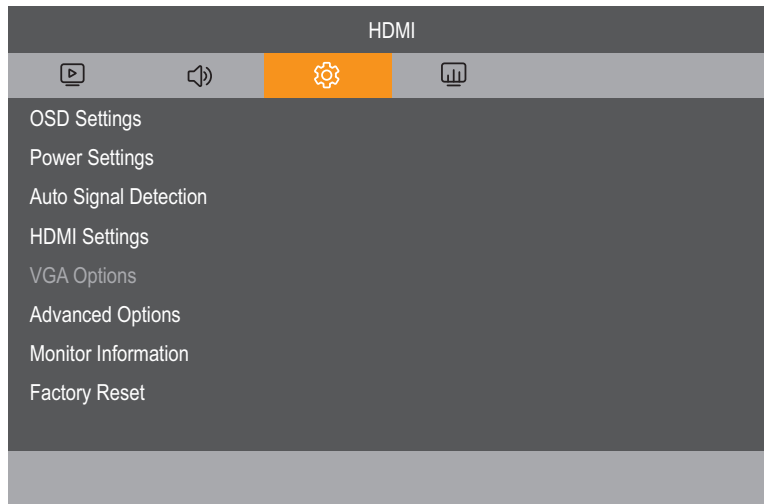 HDMI
OSD Settings
Power Settings
Auto Signal Detection
HDMI Settings
VGA Options
Advanced Options
Monitor Information
Factory Reset